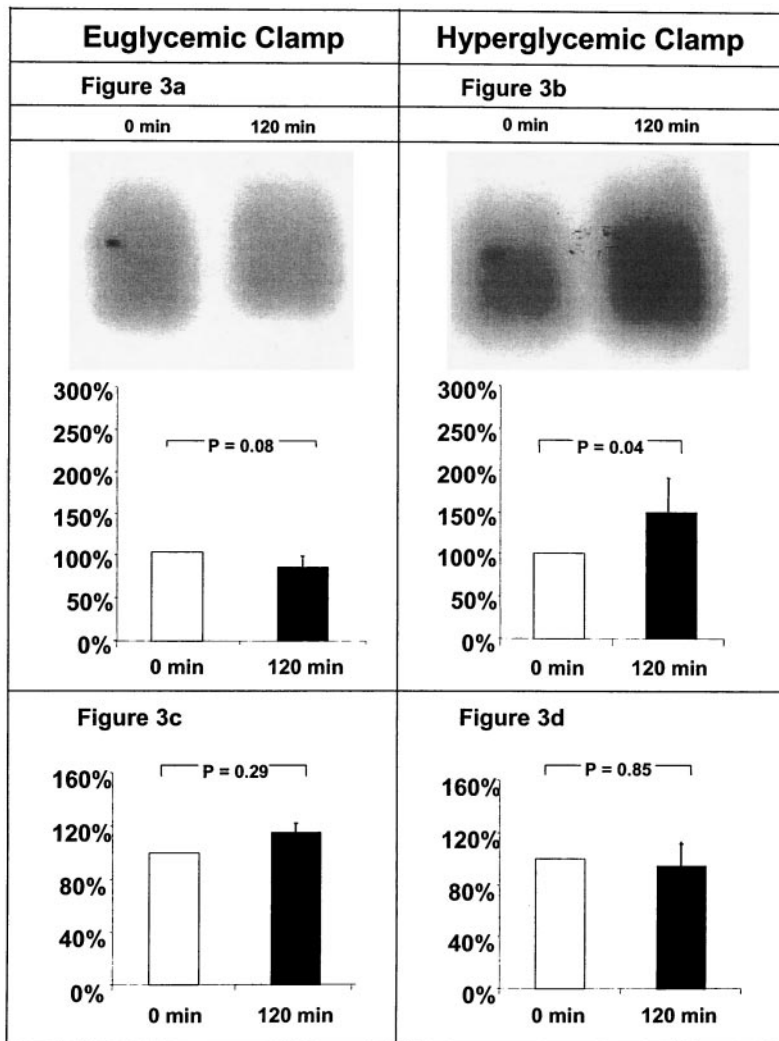 Euglycemic Clamp
Hyperglycemic Clamp
Figure 3a
Figure 3b
0 min 120 min
0 min 120 min
300%
250%
200%
150%
100%
50%
0%
P = 0.08
0 min 120 min
300%
250%
200%
150%
100%
50%
0%
P = 0.04
0 min 120 min
Figure 3c
160%
120%
80%
40%
0%
P = 0.29
0 min 120 min
Figure 3d
160%
120%
80%
40%
0%
P = 0.85
0 min 120 min